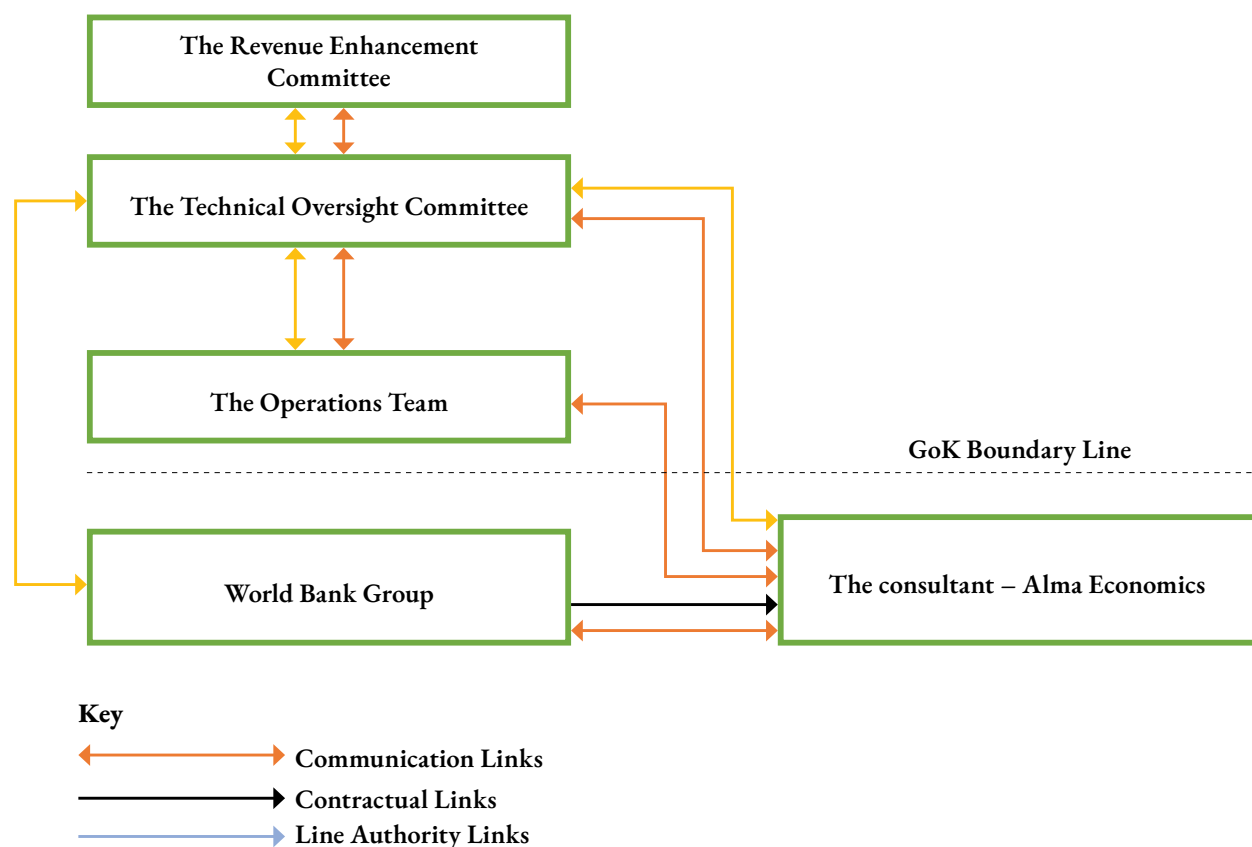 The Revenue Enhancement
Committee
The Technical Oversight Committee
The Operations Team
GoK Boundary Line
World Bank Group
The consultant – Alma Economics
Key
Communication Links
Contractual Links
Line Authority Links